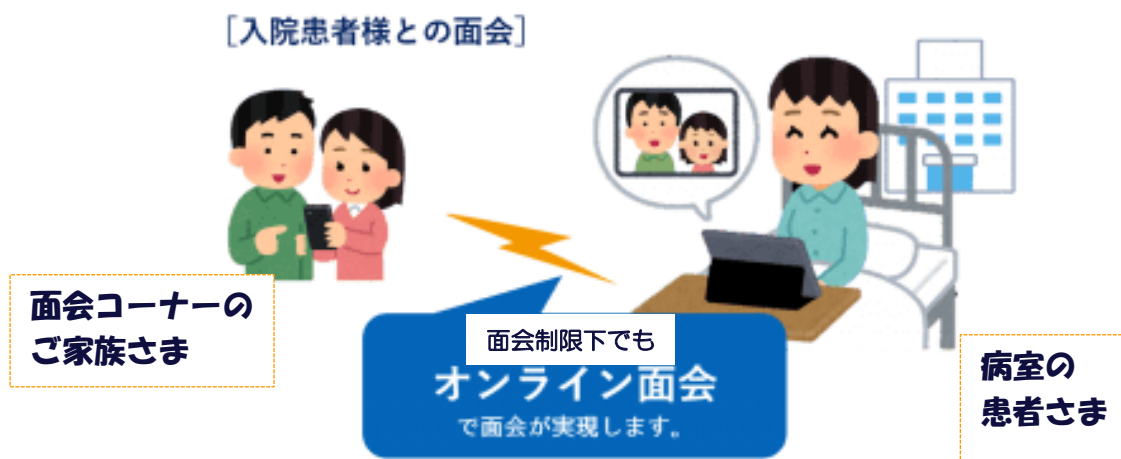 ［入院患者様との面会］
面会コーナーの
ご家族さま
面会制限下でも
オンライン面会
で面会が実現します。
病室の
患者さま